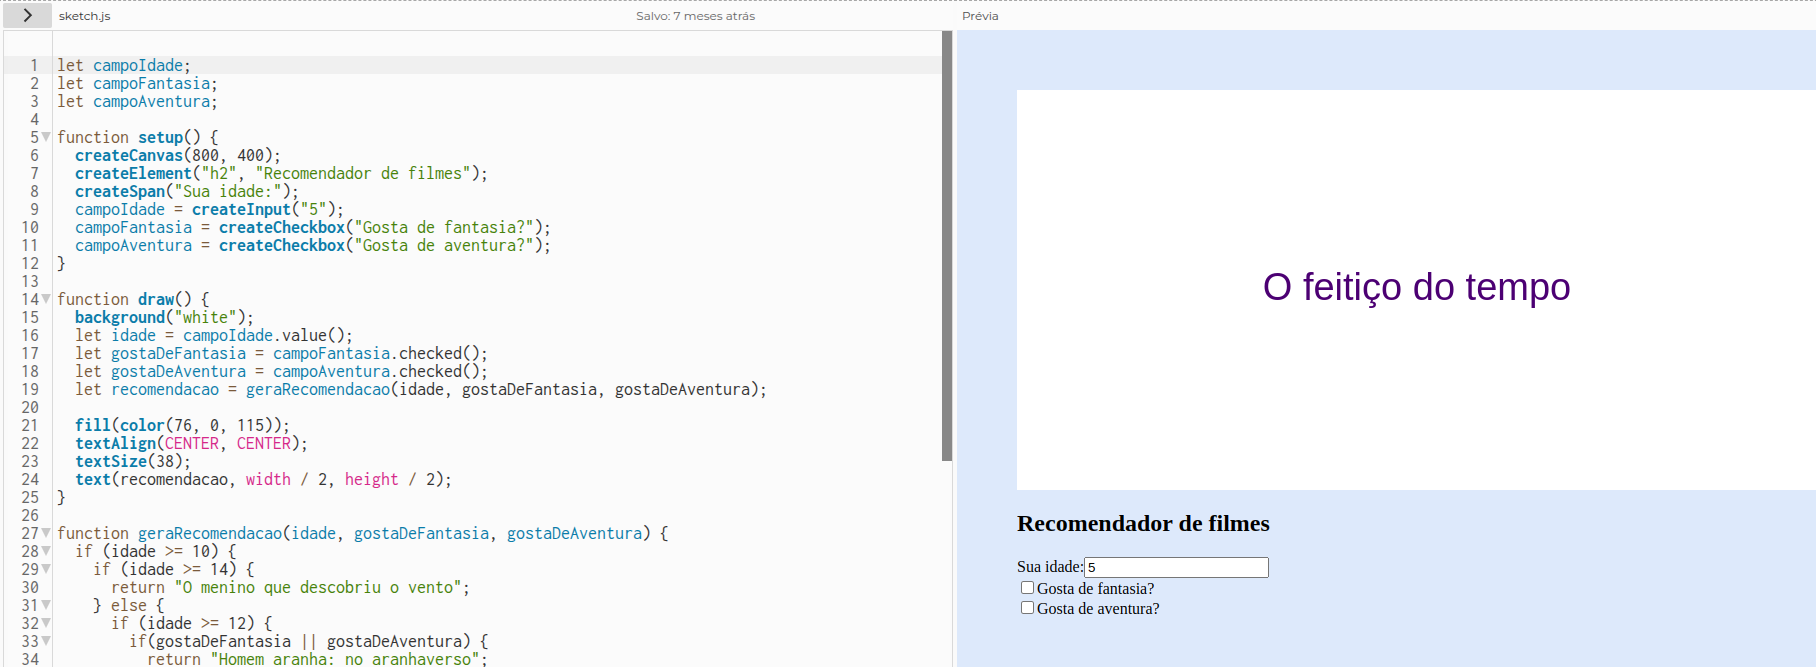 sketch.js
Salvo: 7 meses atrás
Prévia
1 let campoIdade;
2 let campoFantasia;
3 let campoAventura;
4
5 function setup() {
6   createCanvas(800, 400);
7   createElement("h2", "Recomendador de filmes");
8   createSpan("Sua idade:");
9   campoIdade = createInput("5");
10   campoFantasia = createCheckbox("Gosta de fantasia?");
11   campoAventura = createCheckbox("Gosta de aventura?");
12 }
13
14 function draw() {
15   background("white");
16   let idade = campoIdade.value();
17   let gostaDeFantasia = campoFantasia.checked();
18   let gostaDeAventura = campoAventura.checked();
19   let recomendacao = geraRecomendacao(idade, gostaDeFantasia, gostaDeAventura);
20
21   fill(color(76, 0, 115));
22   textAlign(CENTER, CENTER);
23   textSize(38);
24   text(recomendacao, width / 2, height / 2);
25 }
26
27 function geraRecomendacao(idade, gostaDeFantasia, gostaDeAventura) {
28   if (idade >= 10) {
29     if (idade >= 14) {
30       return "O menino que descobriu o vento";
31     } else {
32       if (idade >= 12) {
33         if(gostaDeFantasia || gostaDeAventura) {
34           return "Homem aranha: no aranhaverso";
O feitiço do tempo
Recomendador de filmes
Sua idade: 5
Gosta de fantasia?
Gosta de aventura?